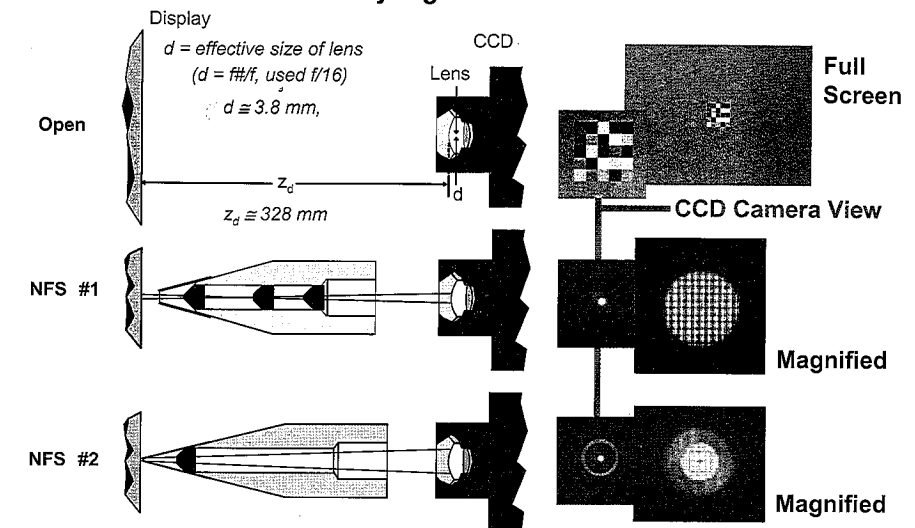 Display
d = effective size of lens
(d = f#/f, used f/16)
d ≅ 3.8 mm,
CCD
Lens
Full
Screen
Open
z_d
d
z_d ≅ 328 mm
CCD Camera View
NFS #1
Magnified
NFS #2
Magnified